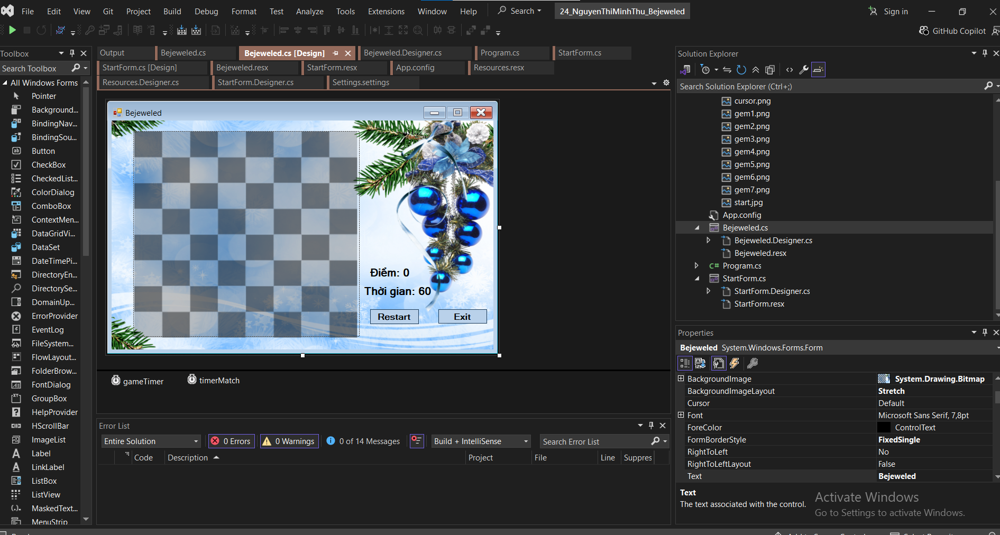 File Edit View Git Project Build Debug Format Test Analyze Tools Extensions Window Help Search 24_NguyenThiMinhThu_Bejeweled Sign in
GitHub Copilot
Toolbox
Search Toolbox
All Windows Forms
Pointer
Background...
BindingNav...
BindingSou...
Button
CheckBox
CheckedList...
ColorDialog
ComboBox
ContextMen...
DataGridVi...
DataSet
DateTimePi...
DirectoryEn...
DirectorySe...
DomainUp...
ErrorProvider
EventLog
FileSystem...
FlowLayout...
FolderBrow...
FontDialog
GroupBox
HelpProvider
HScrollBar
ImageList
Label
LinkLabel
ListBox
ListView
MaskedText...
MenuStrip
Output Bejeweled.cs Bejeweled.cs [Design] Bejeweled.Designer.cs Program.cs StartForm.cs
StartForm.cs [Design] Bejeweled.resx StartForm.resx App.config Resources.resx
Resources.Designer.cs StartForm.Designer.cs Settings.settings
Bejeweled
Điểm: 0
Thời gian: 60
Restart Exit
gameTimer timerMatch
Error List
Entire Solution 0 Errors 0 Warnings 0 of 14 Messages Build + IntelliSense Search Error List
Code Description Project File Line Suppres
Solution Explorer
Search Solution Explorer (Ctrl+;)
cursor.png
gem1.png
gem2.png
gem3.png
gem4.png
gem5.png
gem6.png
gem7.png
start.jpg
App.config
Bejeweled.cs
Bejeweled.Designer.cs
Bejeweled.resx
C# Program.cs
StartForm.cs
StartForm.Designer.cs
StartForm.resx
Properties
Bejeweled System.Windows.Forms.Form
BackgroundImage System.Drawing.Bitmap
BackgroundImageLayout Stretch
Cursor Default
Font Microsoft Sans Serif, 7,8pt
ForeColor ControlText
FormBorderStyle FixedSingle
RightToLeft No
RightToLeftLayout False
Text Bejeweled
Text
The text associated with the control.
Activate Windows
Go to Settings to activate Windows.